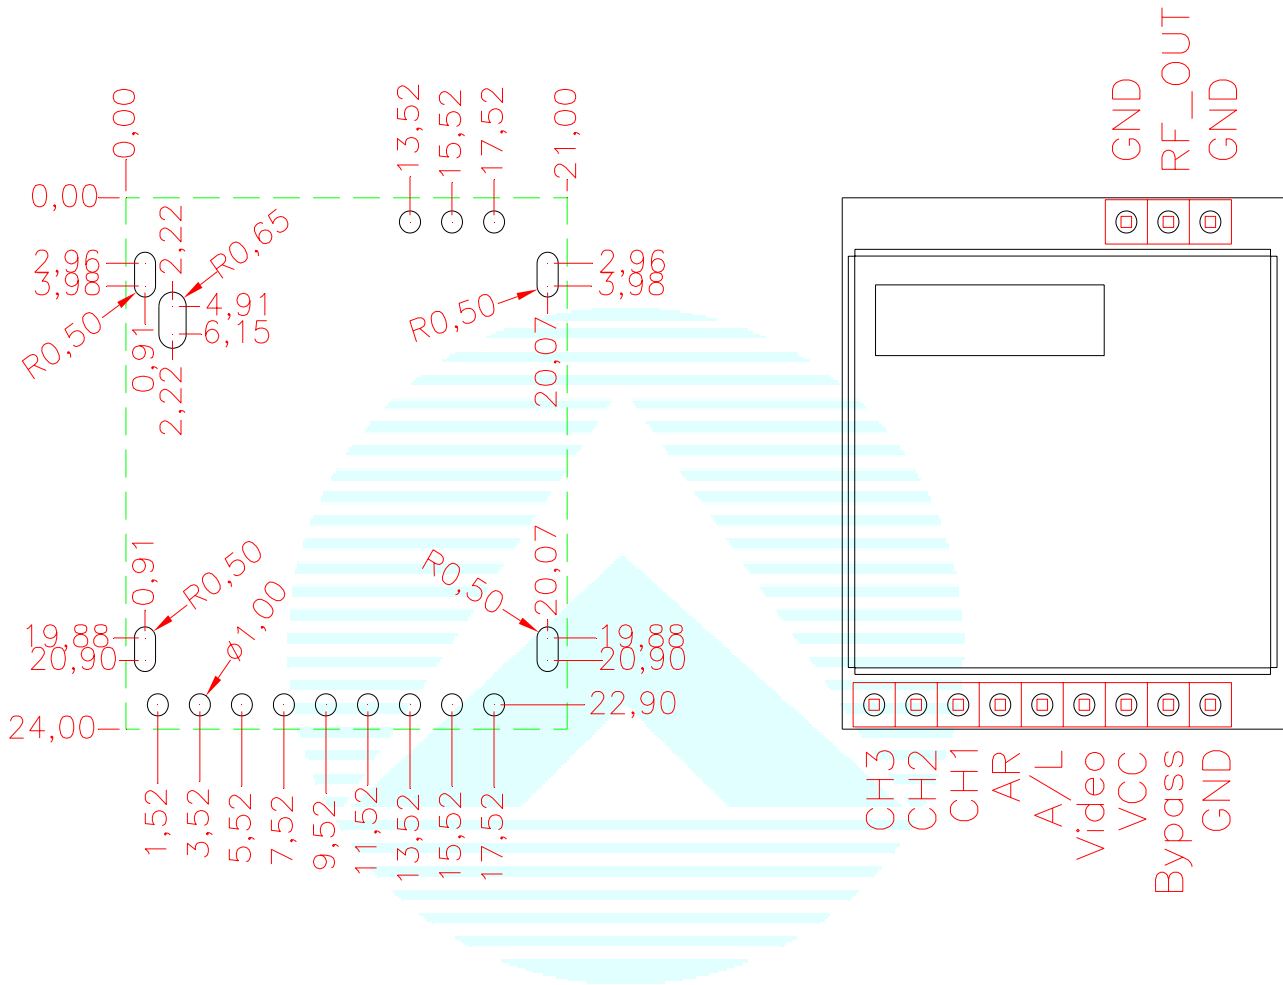 0,00
13,52
15,52
17,52
21,00
0,00
2,22
R0,65
2,96
3,98
4,91
6,15
R0,50
0,91
2,22
2,96
3,98
R0,50
20,07
0,91
R0,50
Ø1,00
R0,50
20,07
19,88
20,90
19,88
20,90
22,90
24,00
1,52
3,52
5,52
7,52
9,52
11,52
13,52
15,52
17,52
GND
RF_OUT
GND
CH3
CH2
CH1
AR
A/L
Video
VCC
Bypass
GND